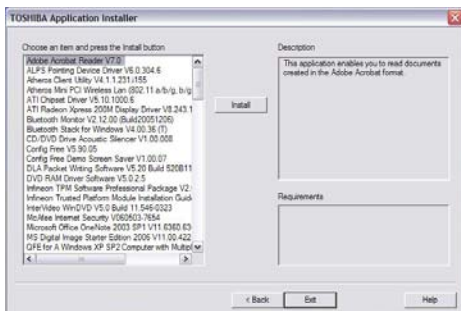 TOSHIBA Application Installer
Choose an item and press the Install button
Adobe Acrobat Reader V7.0
ALPS Pointing Device Driver V6.0.304.6
Atheros Client Utility V4.1.1.231/155
Atheros Mini PCI Wireless Lan (802.11 a/b/g, b/g
ATI Chipset Driver V5.10.1000.6
ATI Radeon Xpress 200M Display Driver V8.243.1
Bluetooth Monitor V2.12.00 (Build20051206)
Bluetooth Stack for Windows V4.00.36 (T)
CD/DVD Drive Acoustic Silencer V1.00.008
Config Free V5.90.05
Config Free Demo Screen Saver V1.00.07
DLA Packet Writing Software V5.20 Build 520B11
DVD RAM Driver Software V5.0.2.5
Infineon TPM Software Professional Package V2.
Infineon Trusted Platform Module Installation Guid
InterVideo WinDVD V5.0 Build 11.546-0323
McAfee Internet Security V060503-7654
Microsoft Office OneNote 2003 SP1 V11.6360.63
MS Digital Image Starter Edition 2006 V11.00.422
QFE for A Windows XP SP2 Computer with Multipl
Install
Description
This application enables you to read documents
created in the Adobe Acrobat format.
Requirements
< Back
Exit
Help